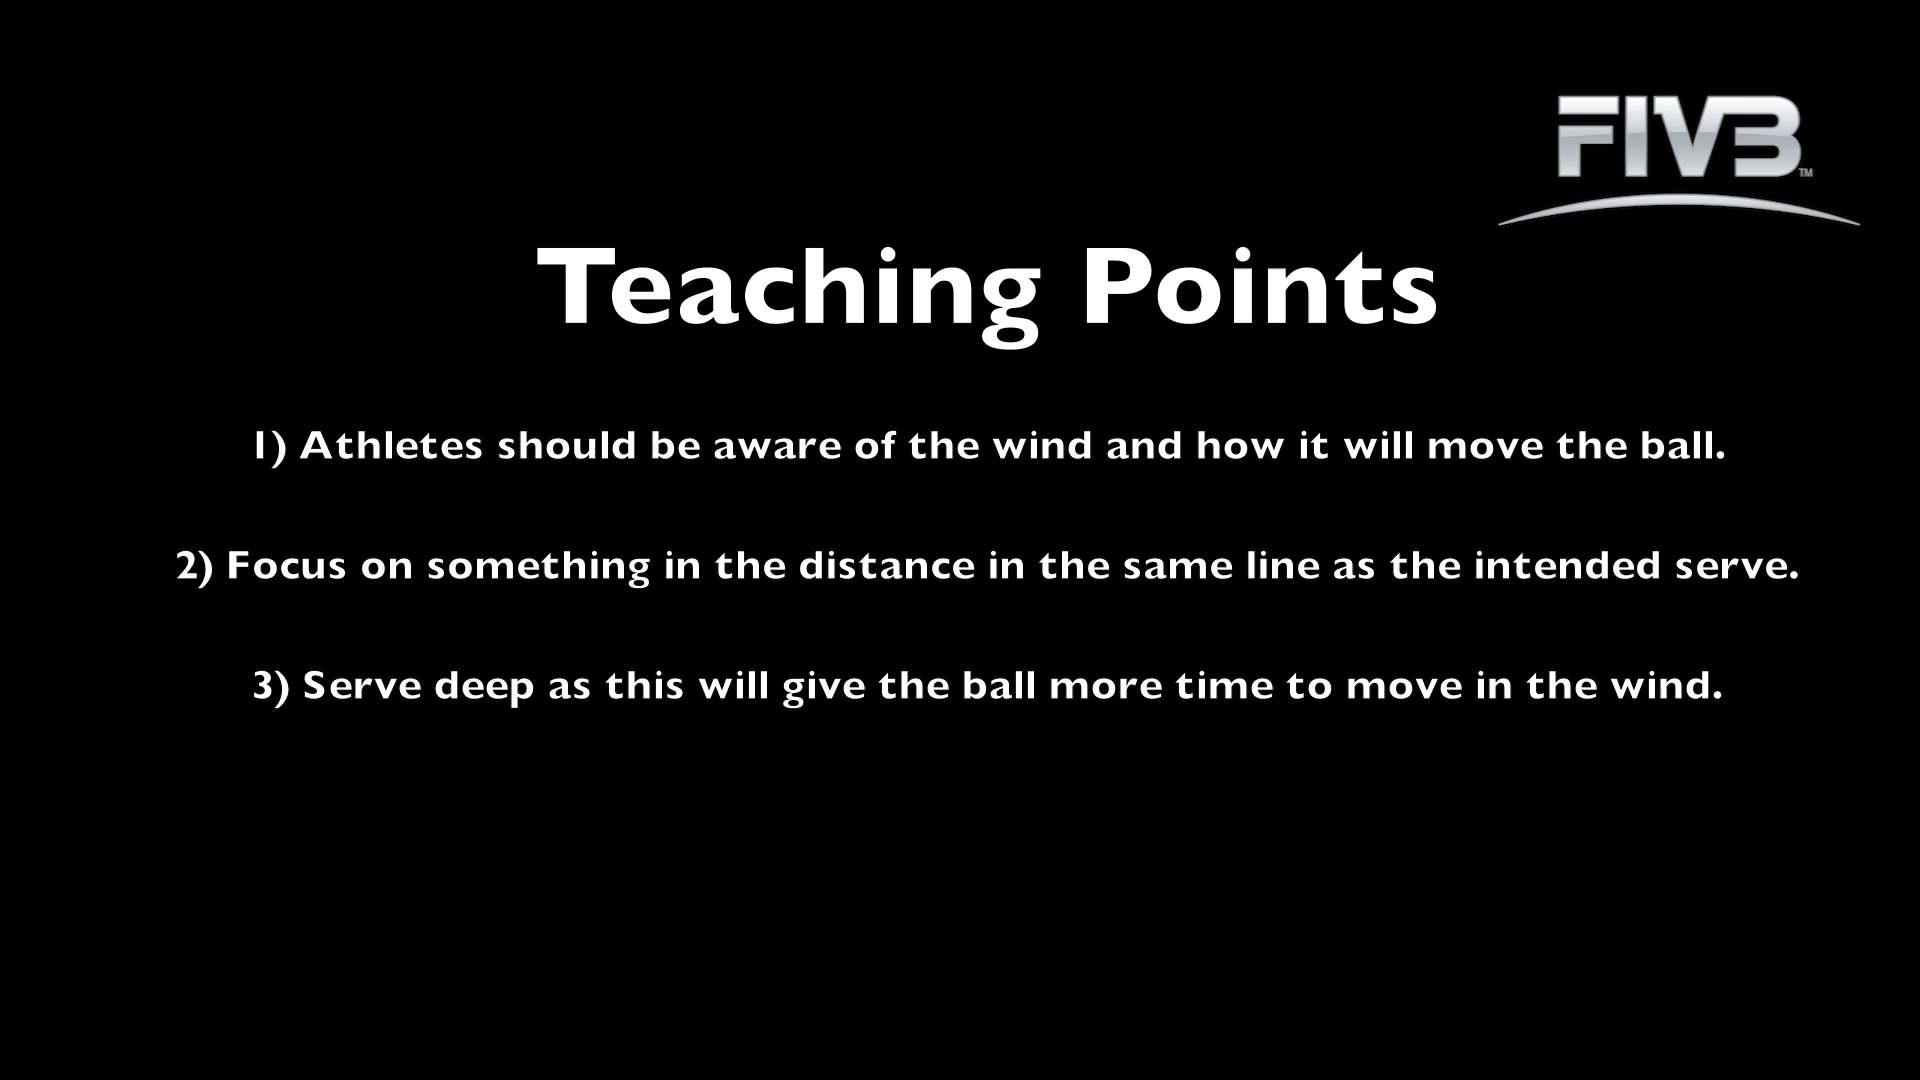 FIVB TM
Teaching Points
1) Athletes should be aware of the wind and how it will move the ball.
2) Focus on something in the distance in the same line as the intended serve.
3) Serve deep as this will give the ball more time to move in the wind.